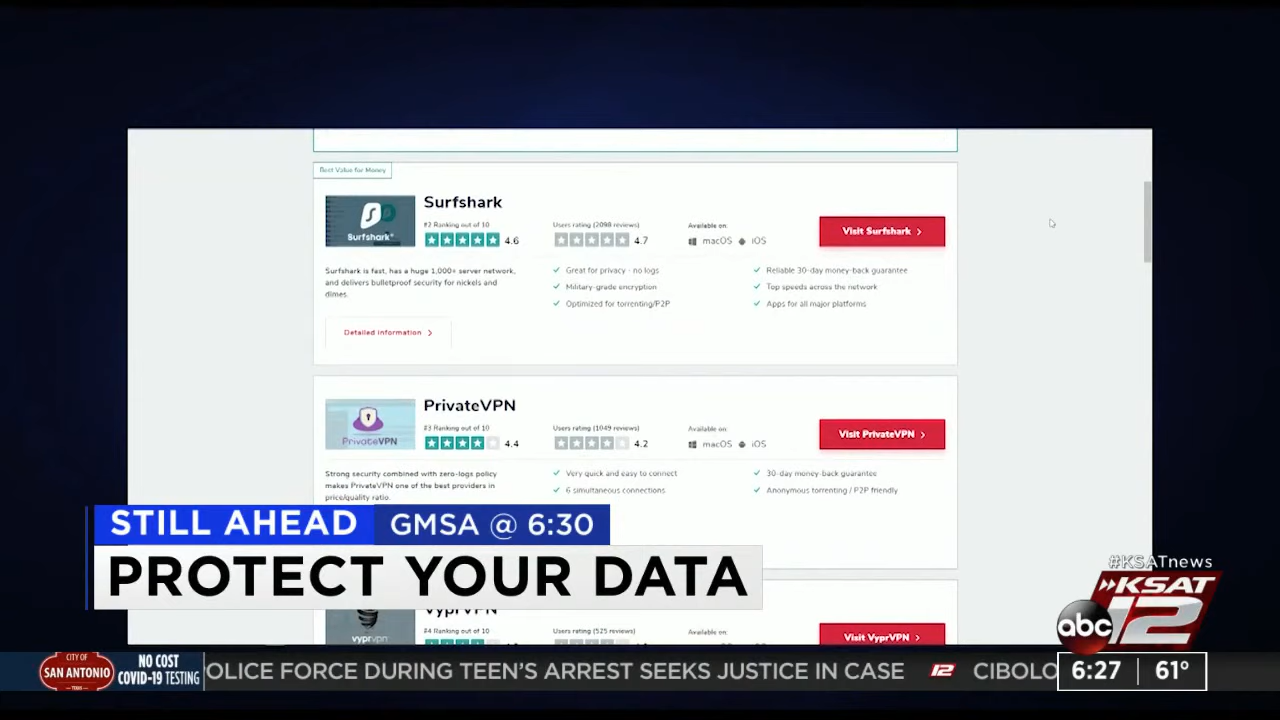 Best Value for Money
Surfshark
Surfshark
#2 Ranking out of 10
4.6
Users rating (2098 reviews)
4.7
Available on:
macOS iOS
Visit Surfshark >
Surfshark is fast, has a huge 1,000+ server network,
and delivers bulletproof security for nickels and
dimes.
Great for privacy - no logs
Military-grade encryption
Optimized for torrenting/P2P
Reliable 30-day money-back guarantee
Top speeds across the network
Apps for all major platforms
Detailed information >
PrivateVPN
PrivateVPN
#3 Ranking out of 10
4.4
Users rating (1049 reviews)
4.2
Available on:
macOS iOS
Visit PrivateVPN >
Strong security combined with zero-logs policy
makes PrivateVPN one of the best providers in
price/quality ratio.
Very quick and easy to connect
6 simultaneous connections
30-day money-back guarantee
Anonymous torrenting / P2P friendly
STILL AHEAD GMSA @ 6:30
PROTECT YOUR DATA
VyprVPN
vyprvpn
#4 Ranking out of 10
Users rating (525 reviews)
Available on:
Visit VyprVPN >
#KSATnews
KSAT
12
abc
CITY OF
SAN ANTONIO
TEXAS
NO COST
COVID-19 TESTING
OLICE FORCE DURING TEEN'S ARREST SEEKS JUSTICE IN CASE 12 CIBOLO
6:27 61°